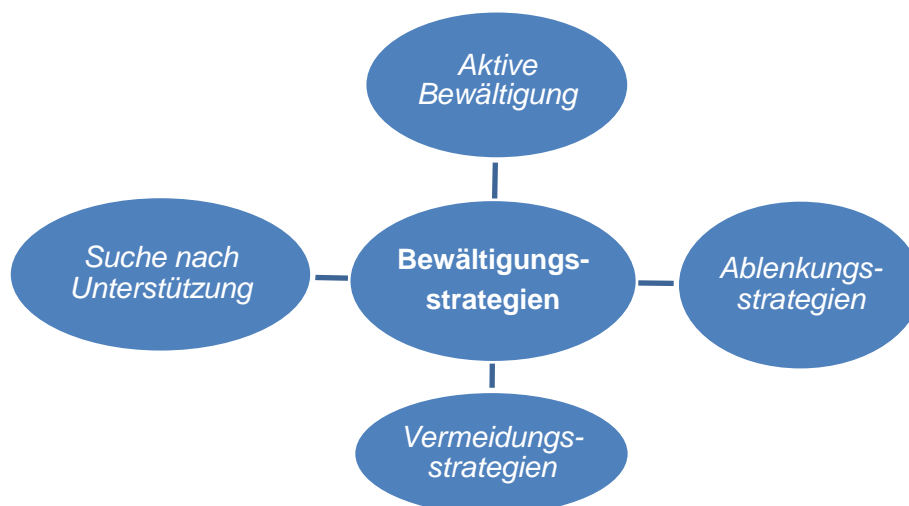 Aktive
Bewältigung
Suche nach
Unterstützung
Bewältigungs-
strategien
Ablenkungs-
strategien
Vermeidungs-
strategien